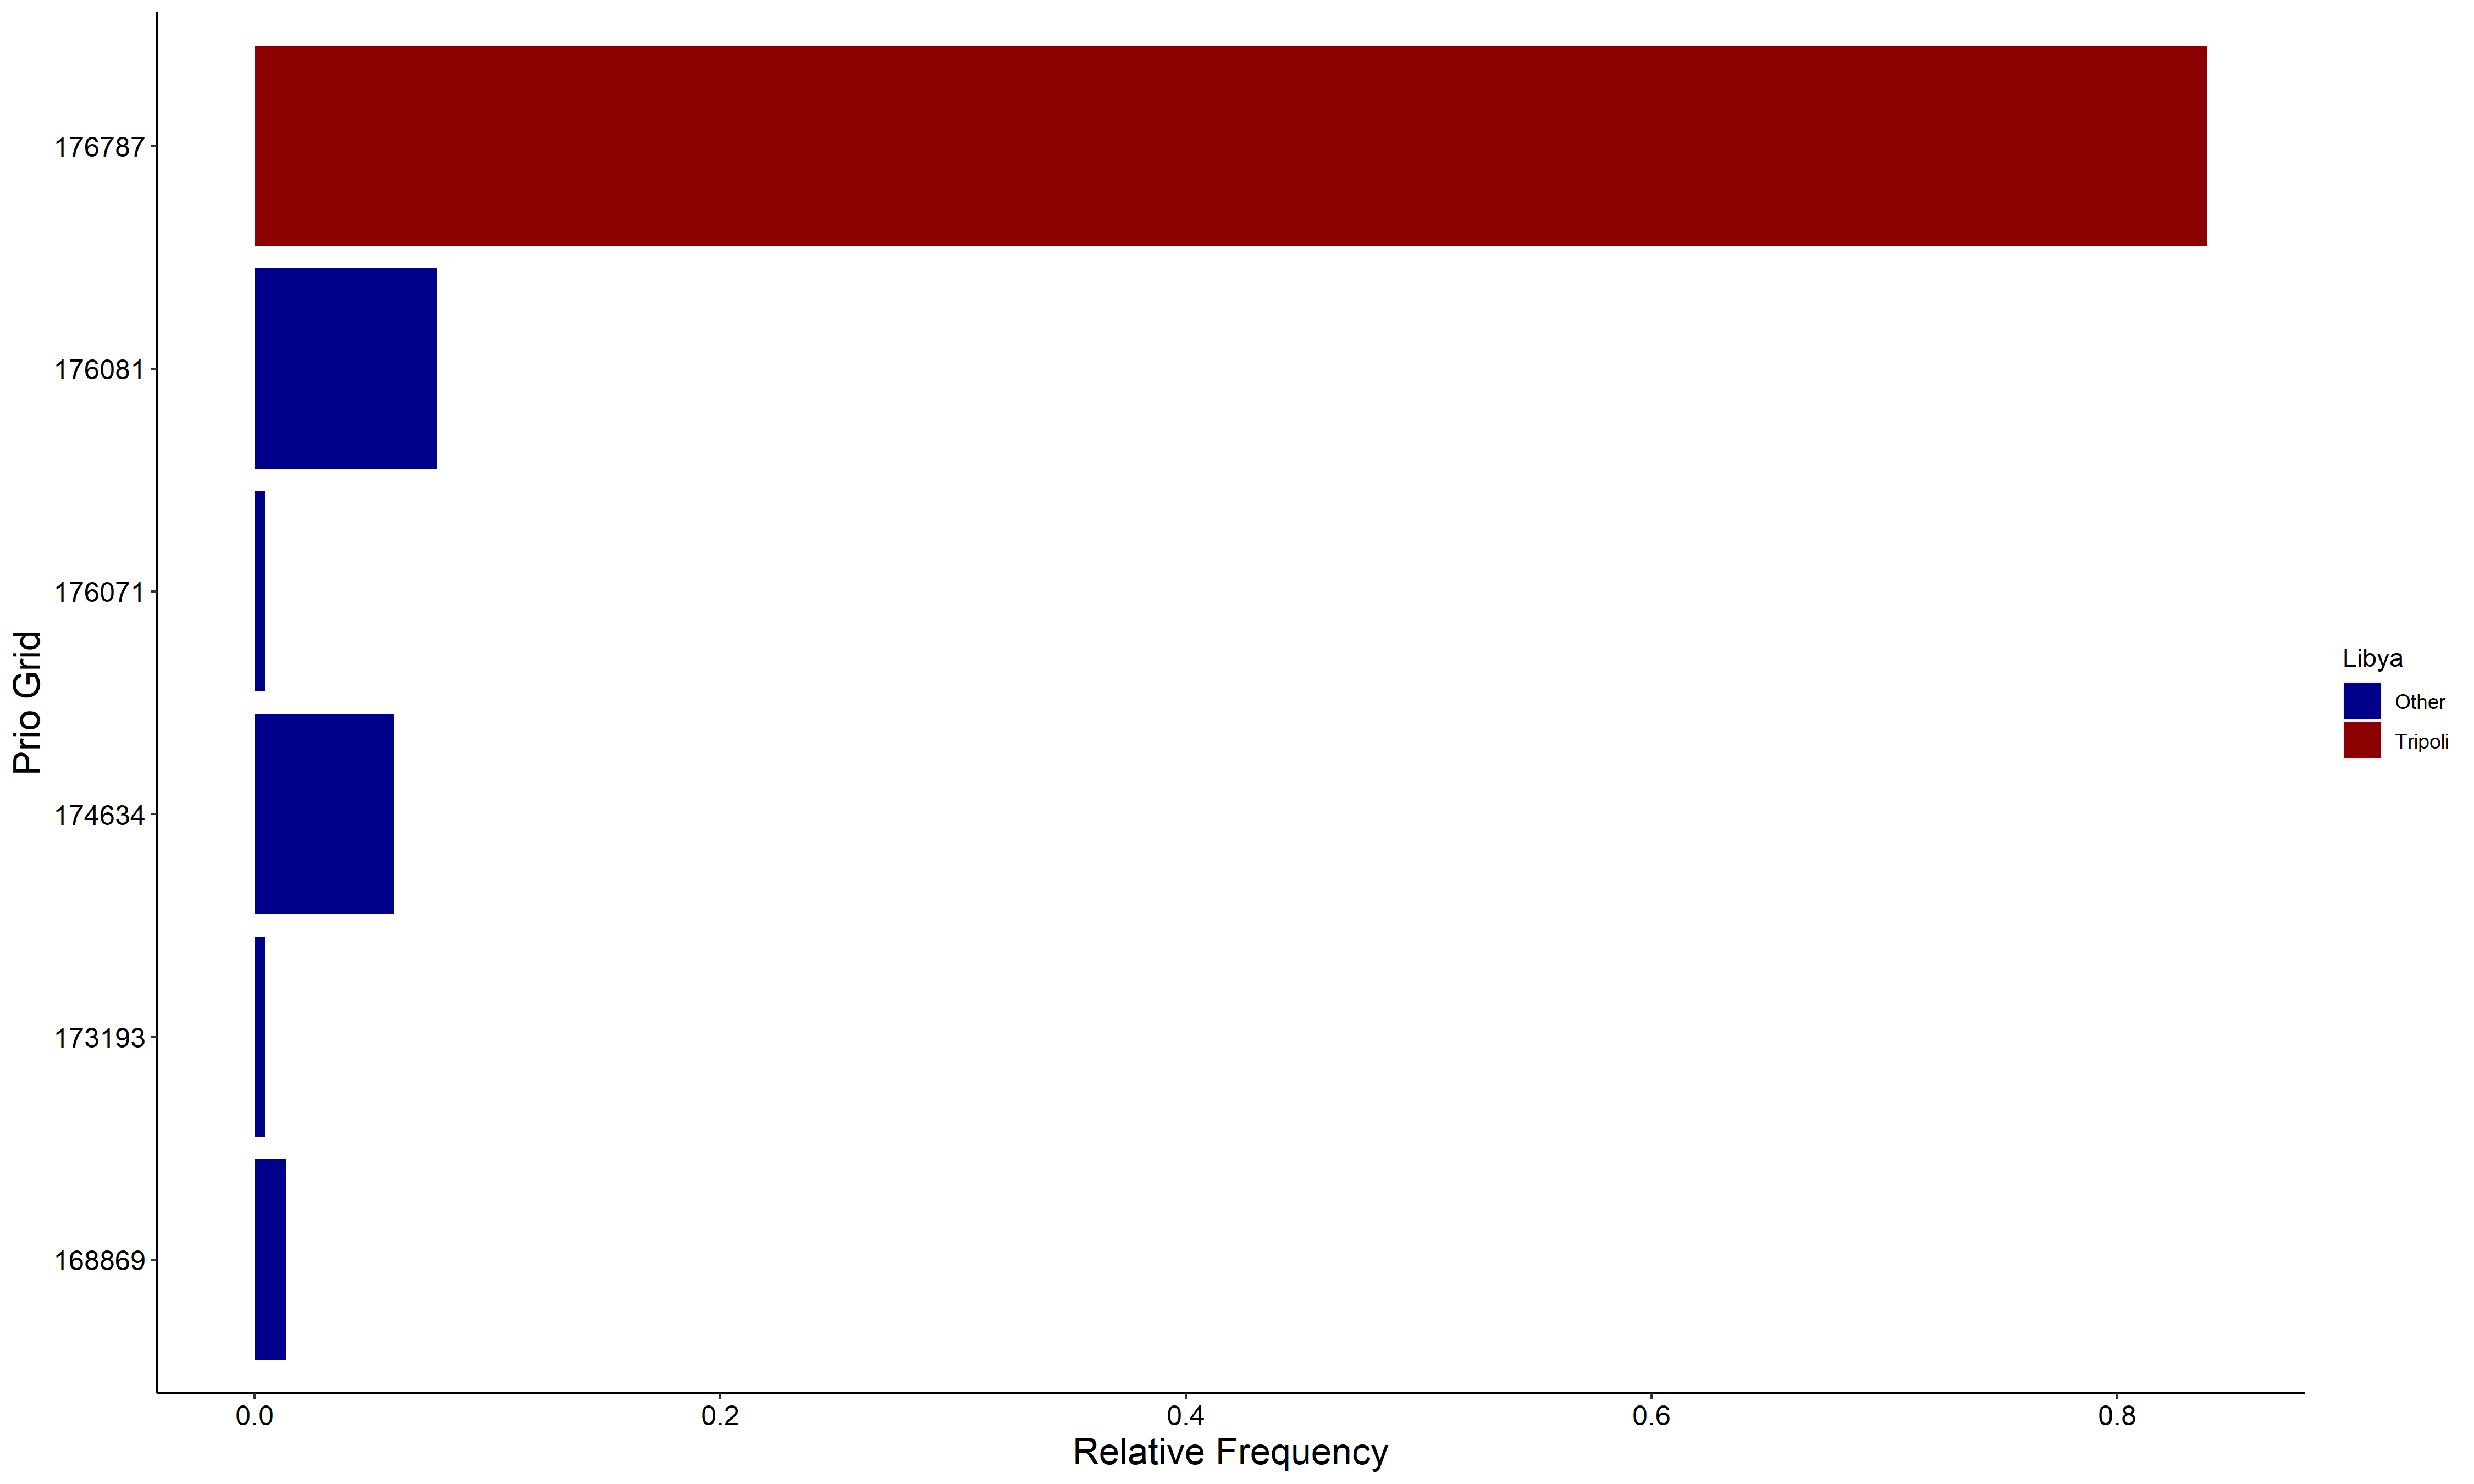 Prio Grid
176787
176081
176071
174634
173193
168869
0.0
0.2
0.4
0.6
0.8
Relative Frequency
Libya
Other
Tripoli